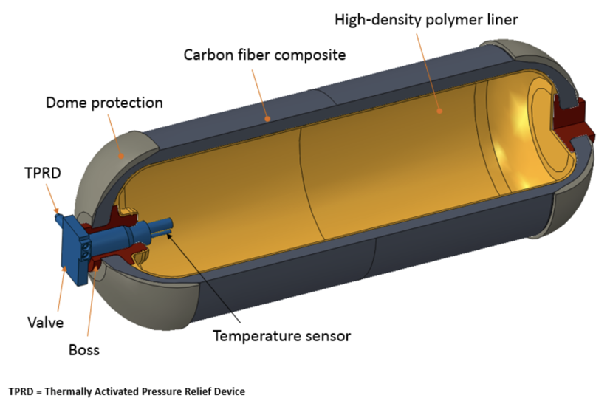 High-density polymer liner
Carbon fiber composite
Dome protection
TPRD
Valve
Boss
Temperature sensor
TPRD = Thermally Activated Pressure Relief Device